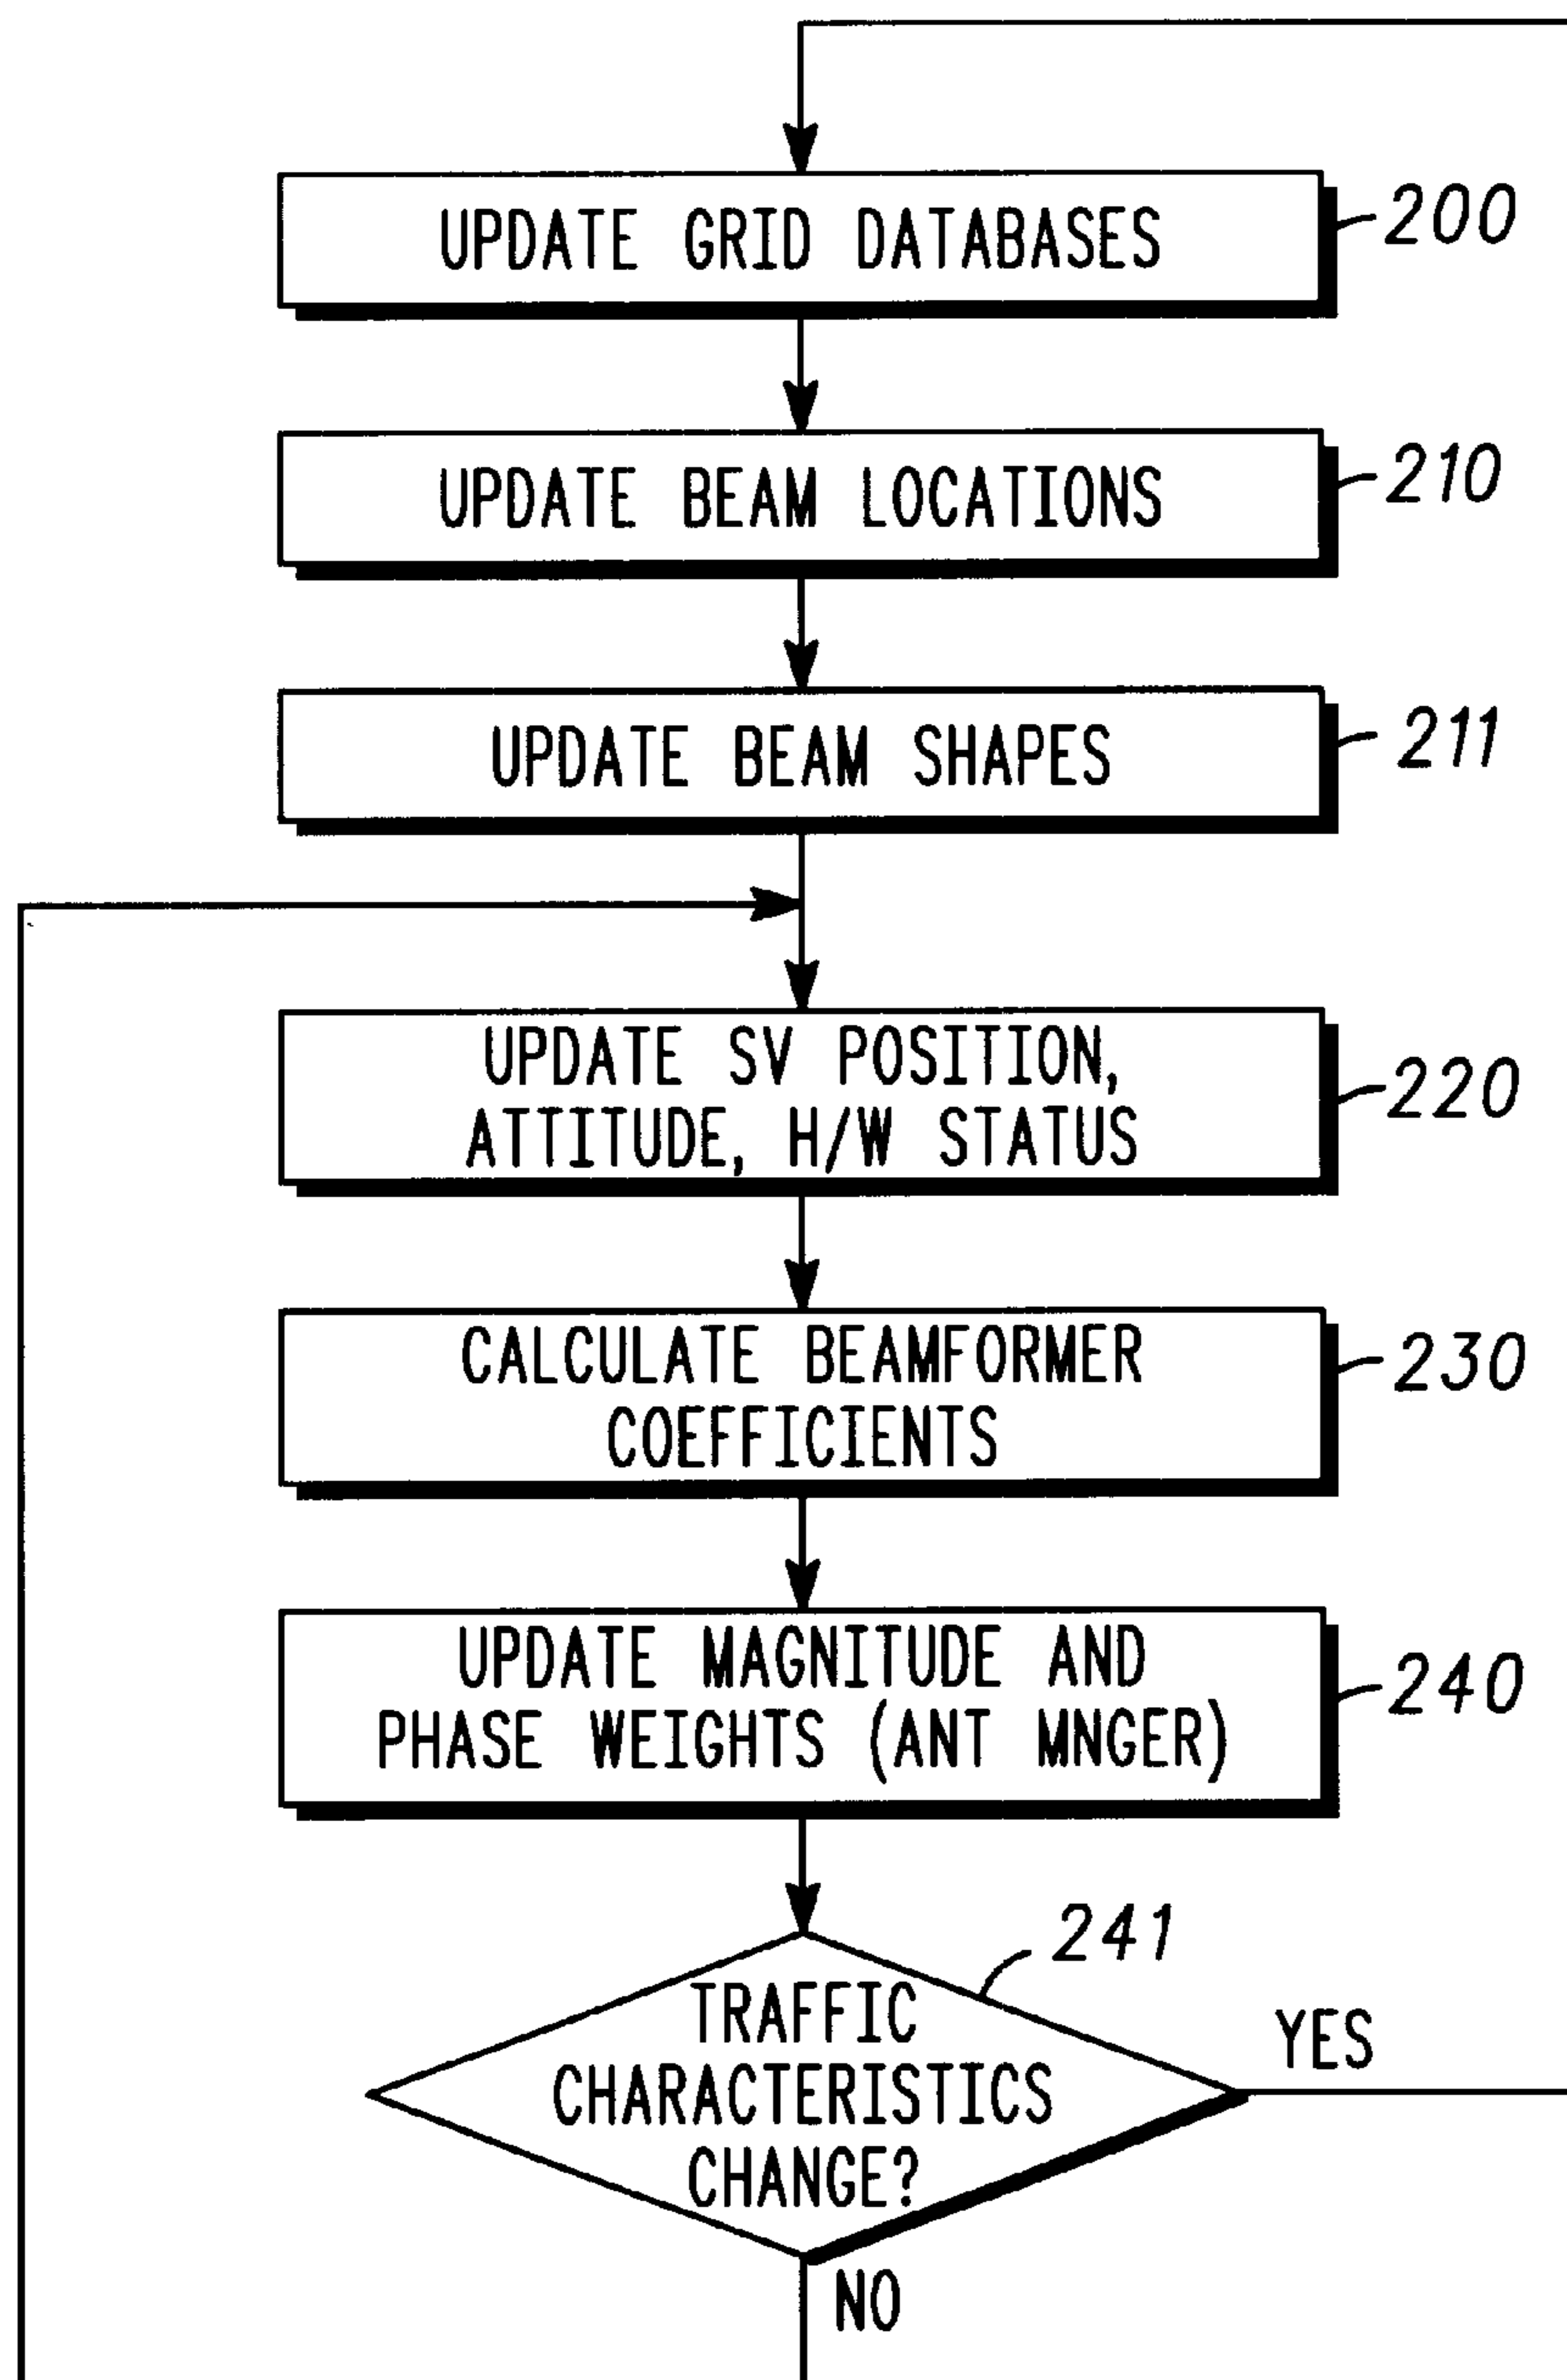 UPDATE GRID DATABASES
200
UPDATE BEAM LOCATIONS
210
UPDATE BEAM SHAPES
211
UPDATE SV POSITION,
ATTITUDE, H/W STATUS
220
CALCULATE BEAMFORMER
COEFFICIENTS
230
UPDATE MAGNITUDE AND
PHASE WEIGHTS (ANT MNGER)
240
241
TRAFFIC
CHARACTERISTICS
CHANGE?
YES
NO